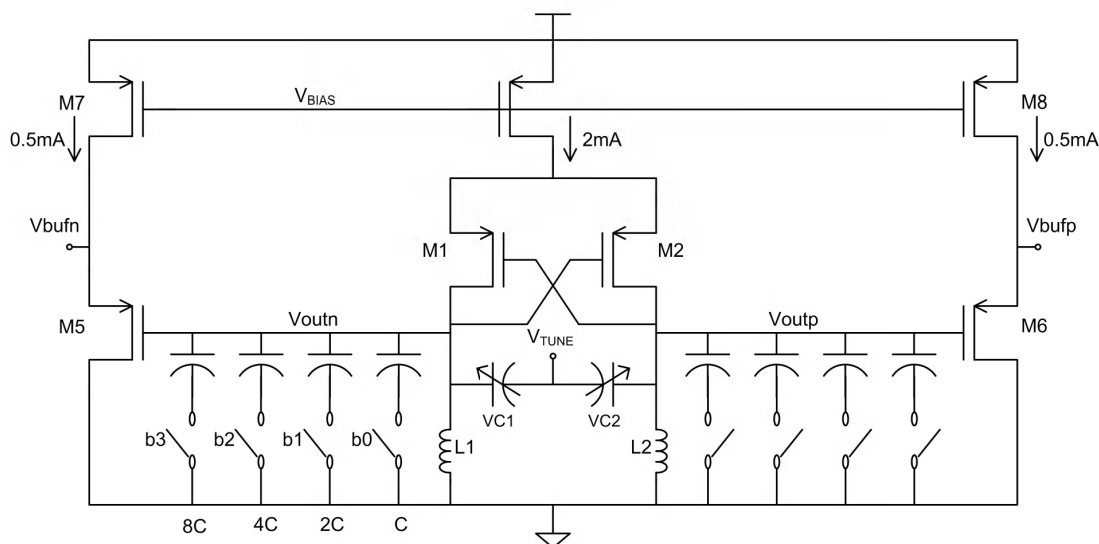 M7
V_BIAS
M8
0.5mA
2mA
0.5mA
Vbufn
M1
M2
Vbufp
M5
Voutn
V_TUNE
Voutp
M6
VC1
VC2
b3
b2
b1
b0
L1
L2
8C
4C
2C
C